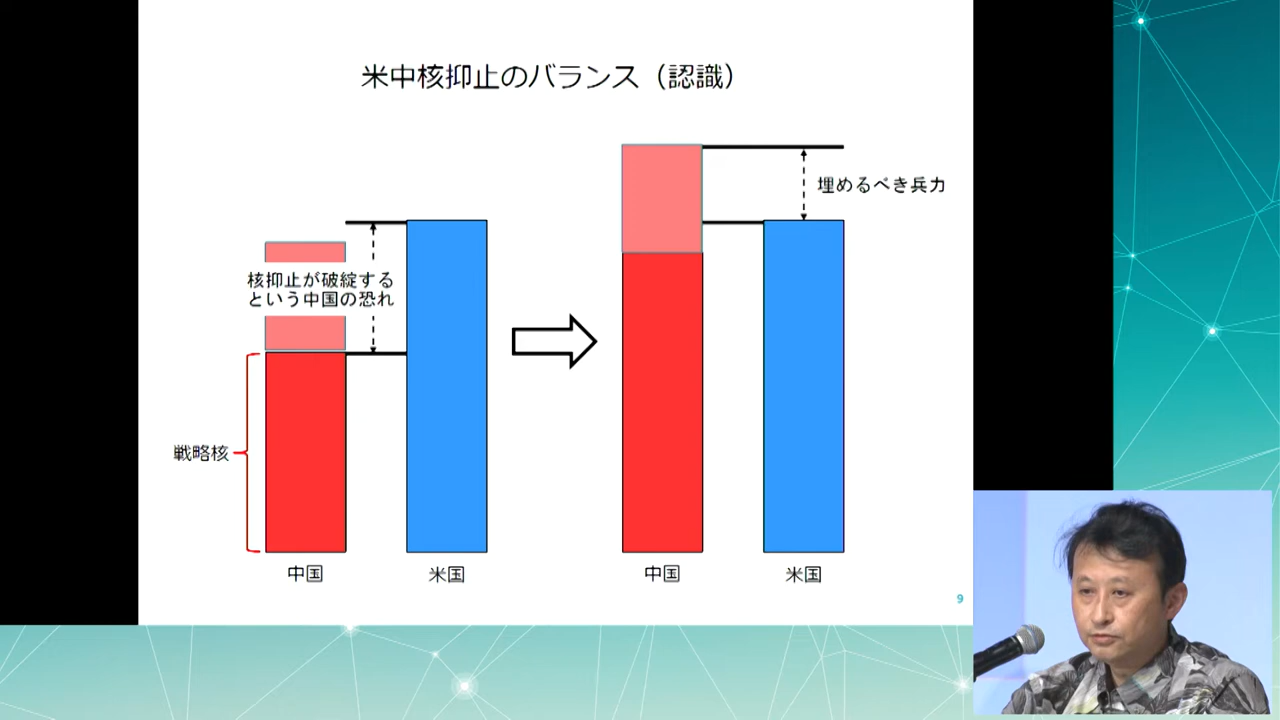 米中核抑止のバランス（認識）
埋めるべき兵力
核抑止が破綻する
という中国の恐れ
戦略核
中国
米国
中国
米国
9